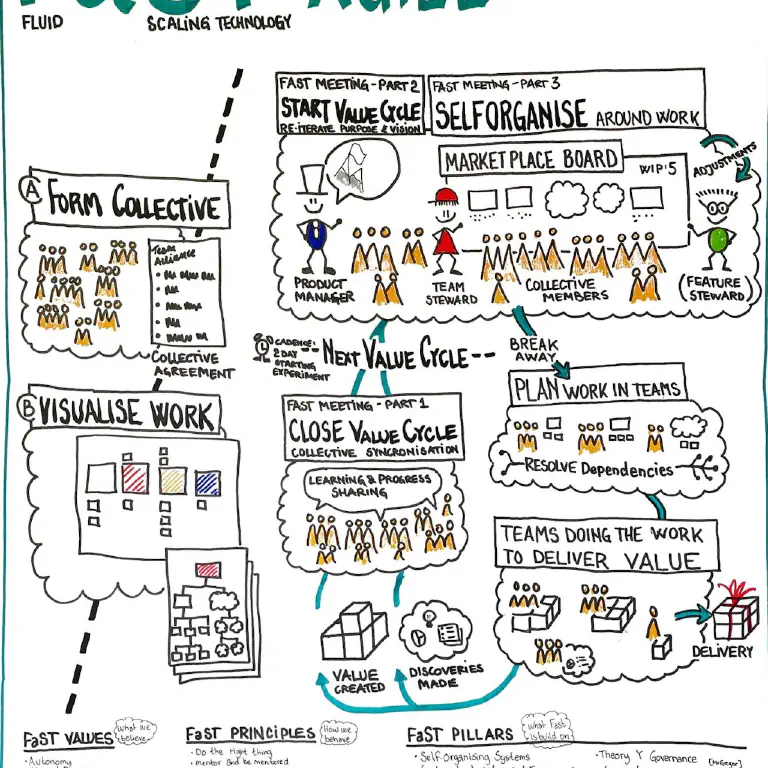 FLUID SCALING TECHNOLOGY
FAST MEETING - PART 2
START VALUE CYCLE
RE-ITERATE PURPOSE & VISION
FAST MEETING - PART 3
SELFORGANISE AROUND WORK
MARKET PLACE BOARD
WIP: 5
ADJUSTMENTS
PRODUCT
MANAGER
TEAM
STEWARD
COLLECTIVE
MEMBERS
(FEATURE
STEWARD)
A FORM COLLECTIVE
Team
Alliance
COLLECTIVE
AGREEMENT
B VISUALISE WORK
CADENCE:
2 DAY
STARTING
EXPERIMENT
-- NEXT VALUE CYCLE --
BREAK
AWAY
PLAN WORK IN TEAMS
RESOLVE Dependencies
FAST MEETING - PART 1
CLOSE VALUE CYCLE
COLLECTIVE SYNCRONISATION
LEARNING & PROGRESS
SHARING
TEAMS DOING THE WORK
TO DELIVER VALUE
DELIVERY
VALUE
CREATED
DISCOVERIES
MADE
FaST VALUES
what we
believe
• Autonomy
FaST PRINCIPLES
How we
behave
• Do the right thing
• mentor and be mentored
FaST PILLARS
what Fast
is build on
• Self-Organising Systems
• Theory Y Governance [McGregor]